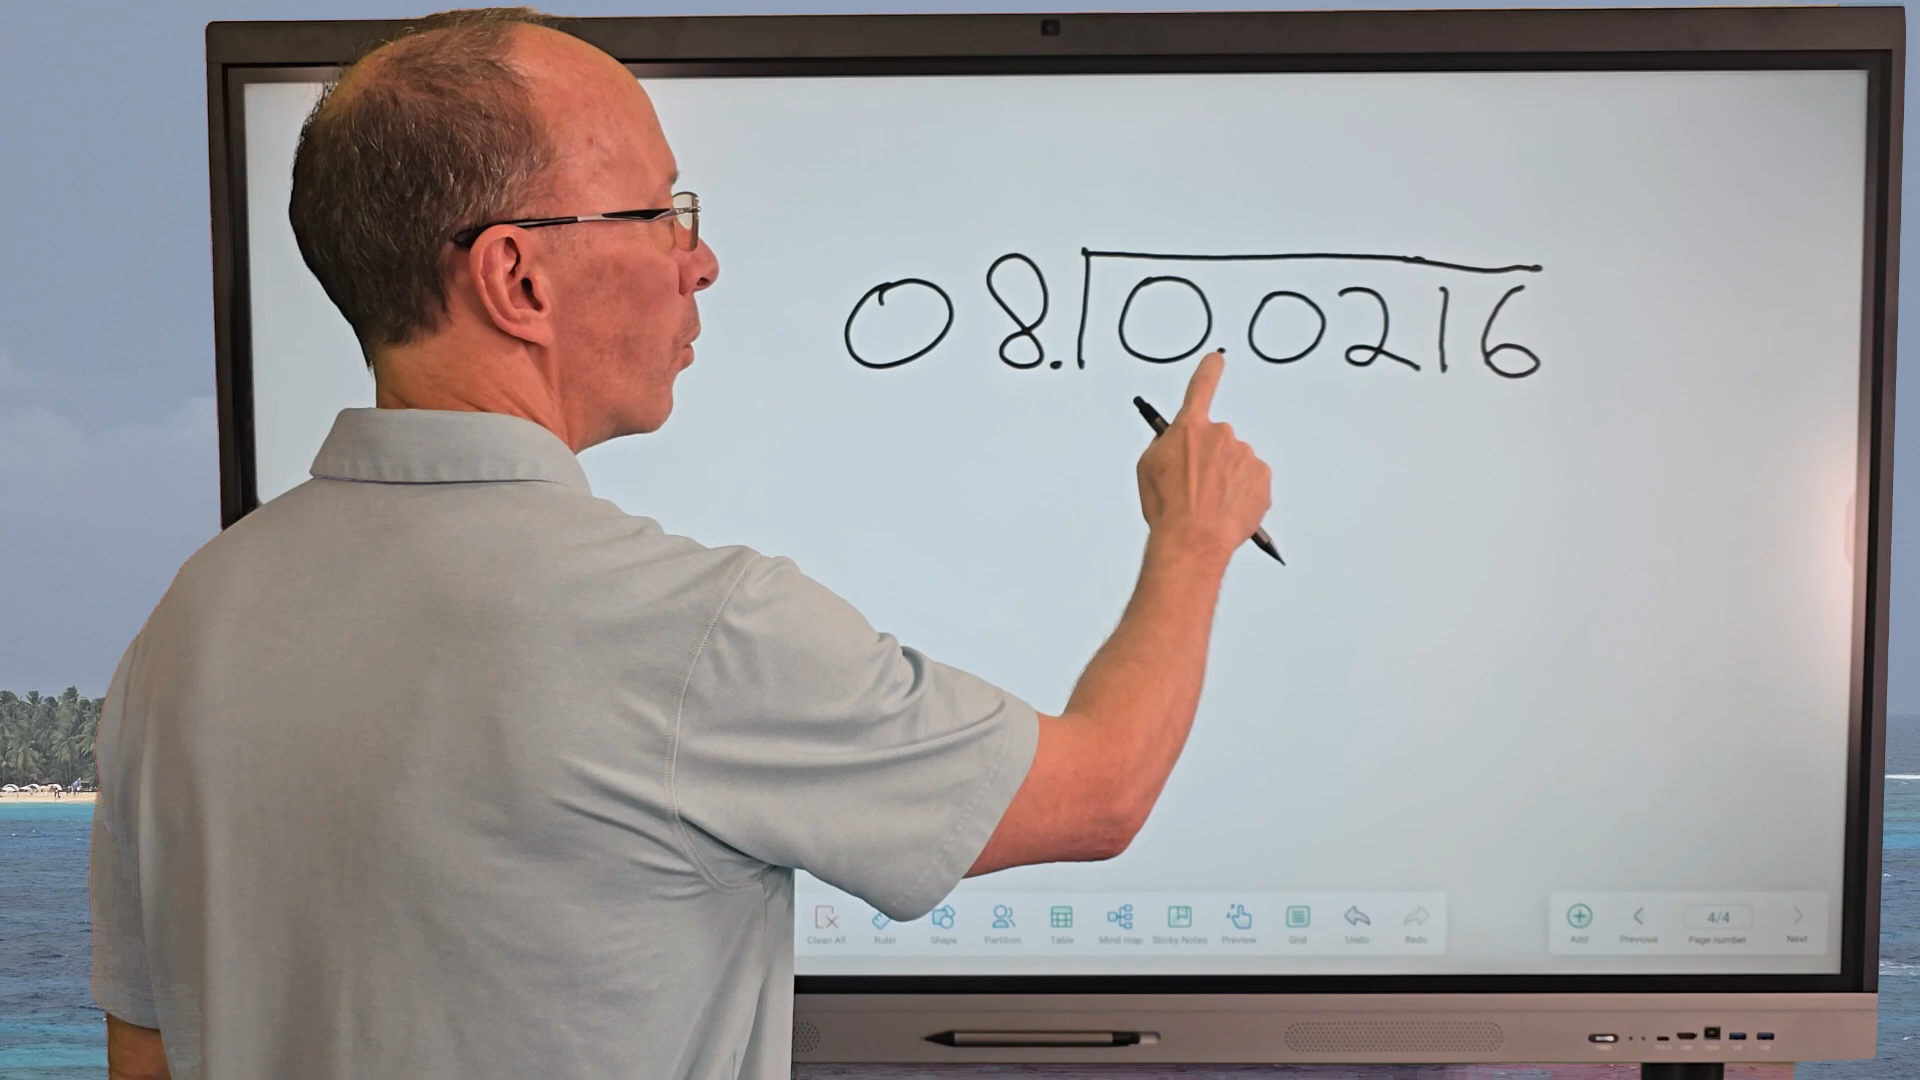 08.⟌0.0216
Clean All Ruler Shape Partition Table Mind map Sticky-Notes Preview Grid Undo Redo
Add Previous 4/4 Page number Next